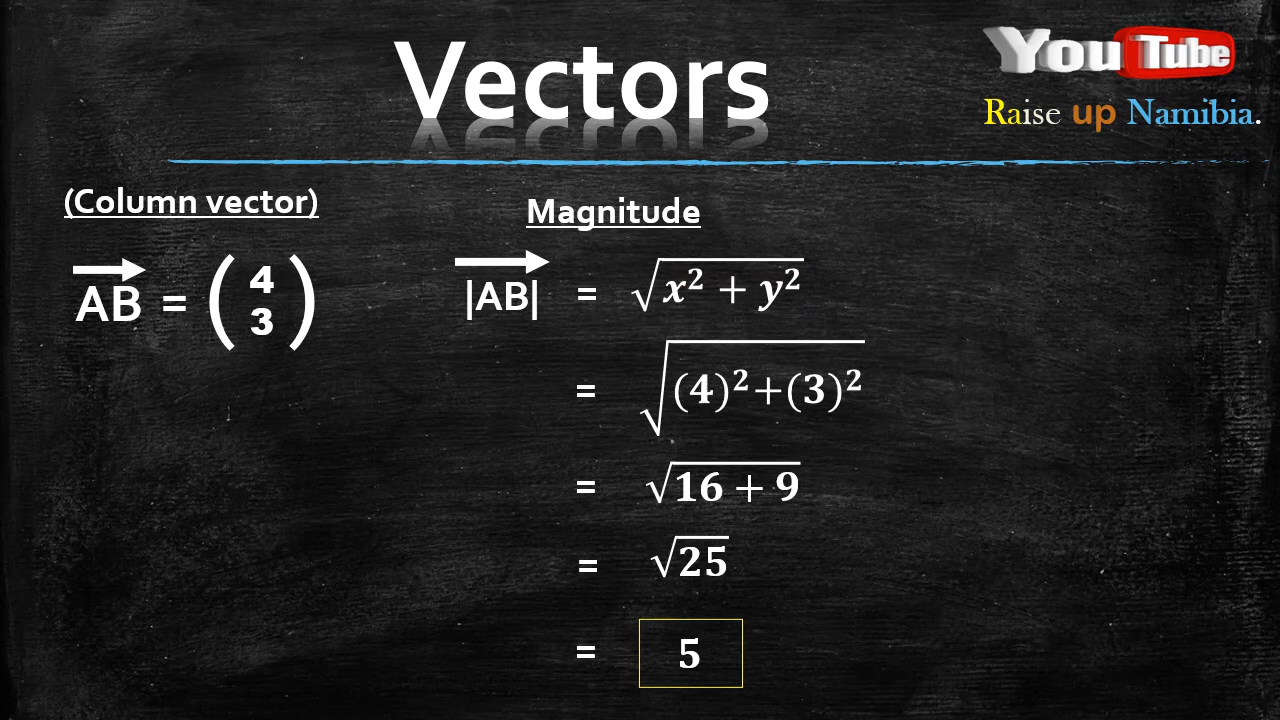 Vectors
YouTube
Raise up Namibia.
(Column vector)
AB = ( 4
3 )
Magnitude
|AB| = √x² + y²
= √(4)²+(3)²
= √16 + 9
= √25
= 5